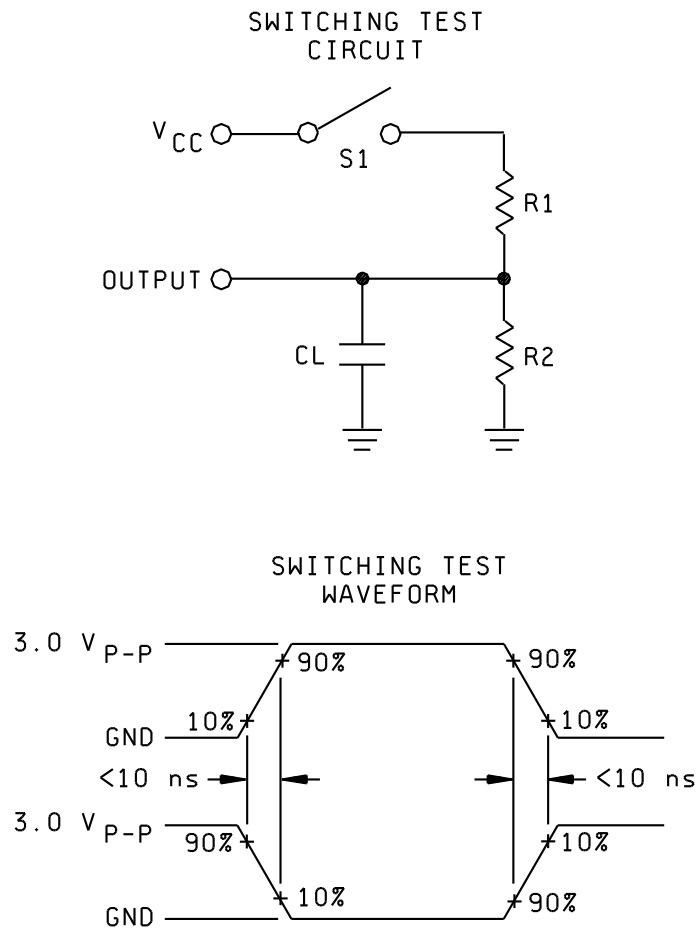 SWITCHING TEST
CIRCUIT
VCC
S1
R1
OUTPUT
CL
R2
SWITCHING TEST
WAVEFORM
3.0 VP-P
90%
90%
10%
10%
GND
<10 ns
<10 ns
3.0 VP-P
90%
10%
10%
90%
GND